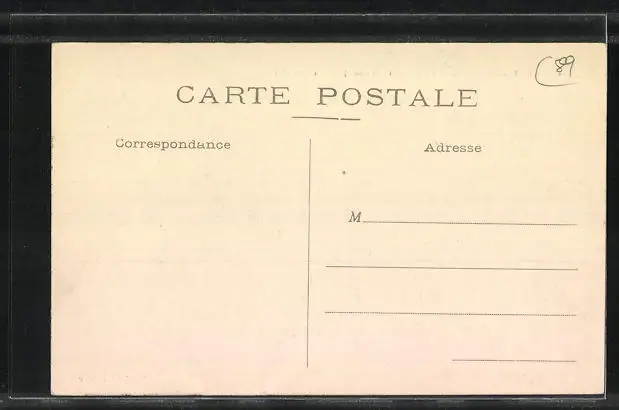 89
CARTE POSTALE
Correspondance
Adresse
M